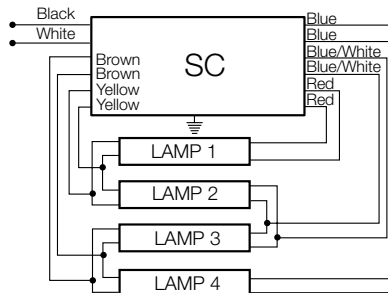 Black
White
Brown
Brown
Yellow
Yellow
SC
Blue
Blue
Blue/White
Blue/White
Red
Red
LAMP 1
LAMP 2
LAMP 3
LAMP 4